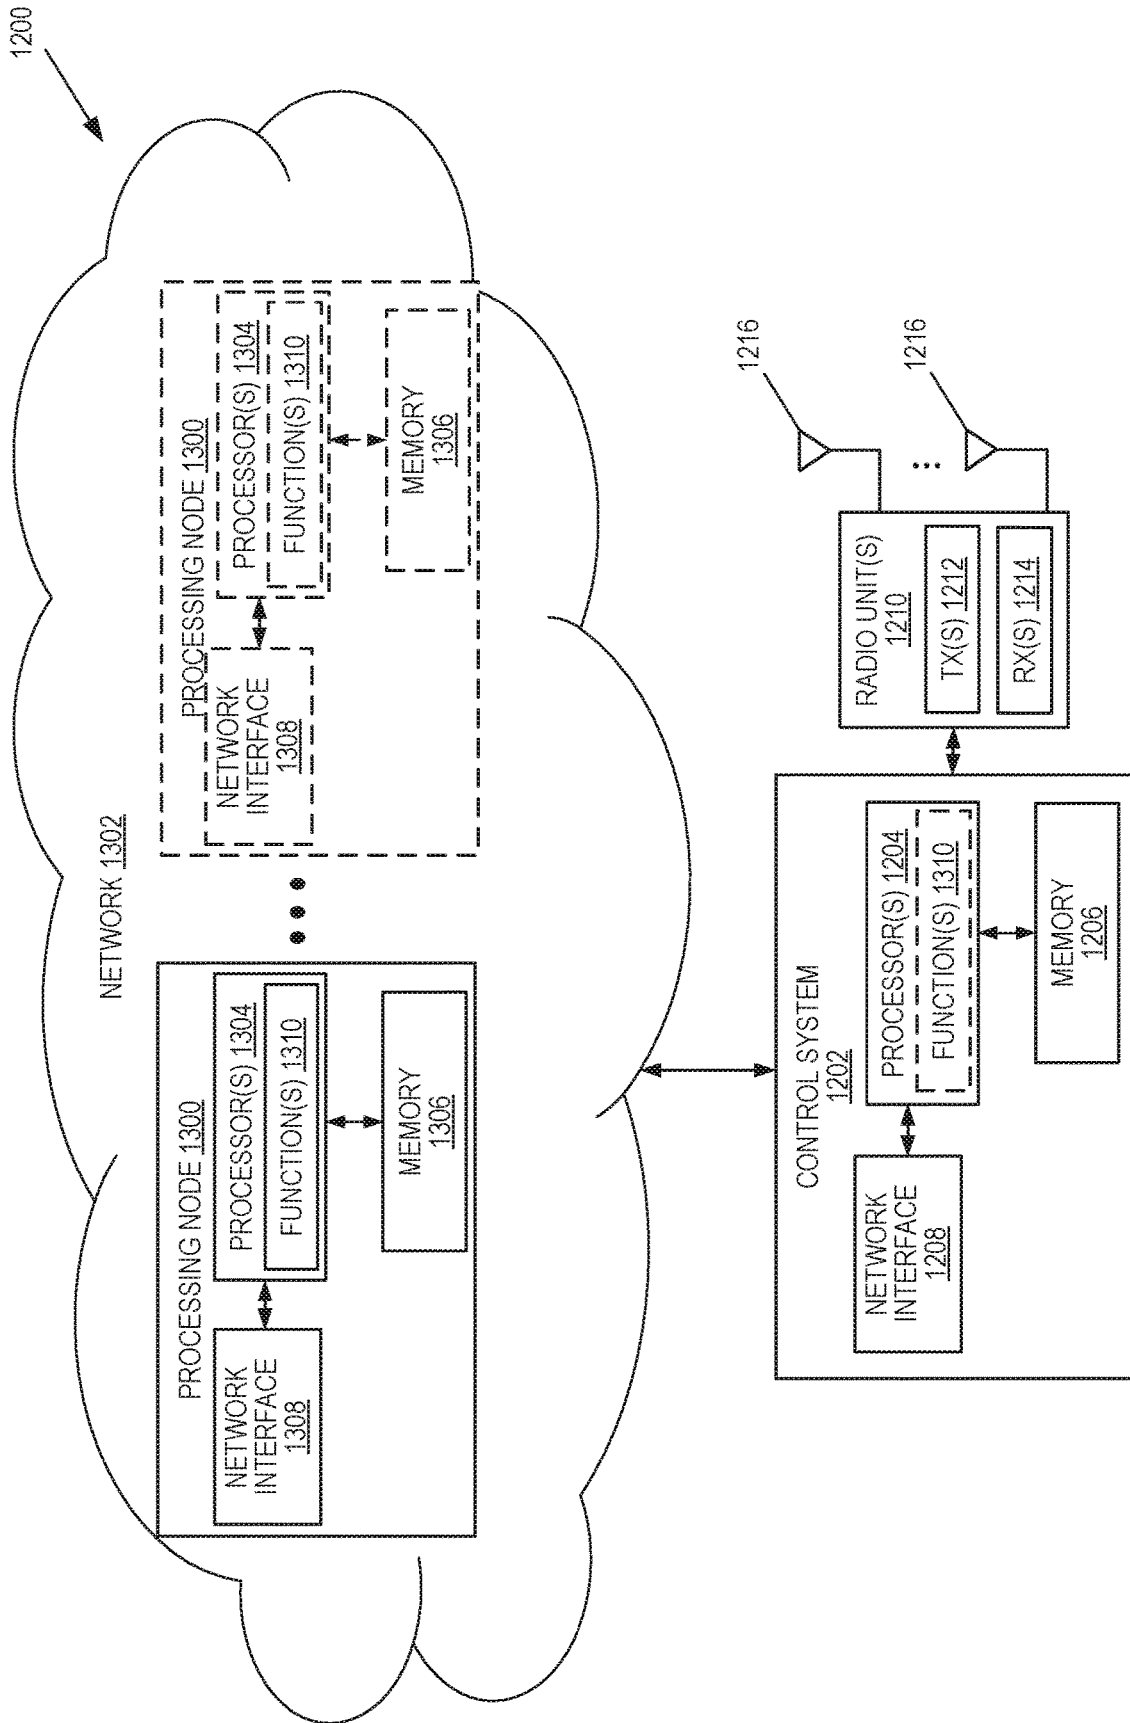 1200
NETWORK 1302
PROCESSING NODE 1300
NETWORK
INTERFACE
1308
PROCESSOR(S) 1304
FUNCTION(S) 1310
MEMORY
1306
PROCESSING NODE 1300
NETWORK
INTERFACE
1308
PROCESSOR(S) 1304
FUNCTION(S) 1310
MEMORY
1306
CONTROL SYSTEM
1202
NETWORK
INTERFACE
1208
PROCESSOR(S) 1204
FUNCTION(S) 1310
MEMORY
1206
RADIO UNIT(S)
1210
TX(S) 1212
RX(S) 1214
1216
1216